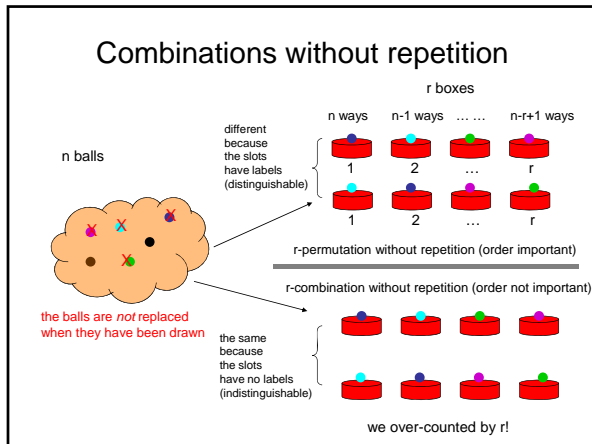 Combinations without repetition
r boxes
n ways n-1 ways … … n-r+1 ways
different
because
the slots
have labels
(distinguishable)
n balls
1 2 … r
1 2 … r
X X X X
r-permutation without repetition (order important)
r-combination without repetition (order not important)
the balls are not replaced
when they have been drawn
the same
because
the slots
have no labels
(indistinguishable)
we over-counted by r!